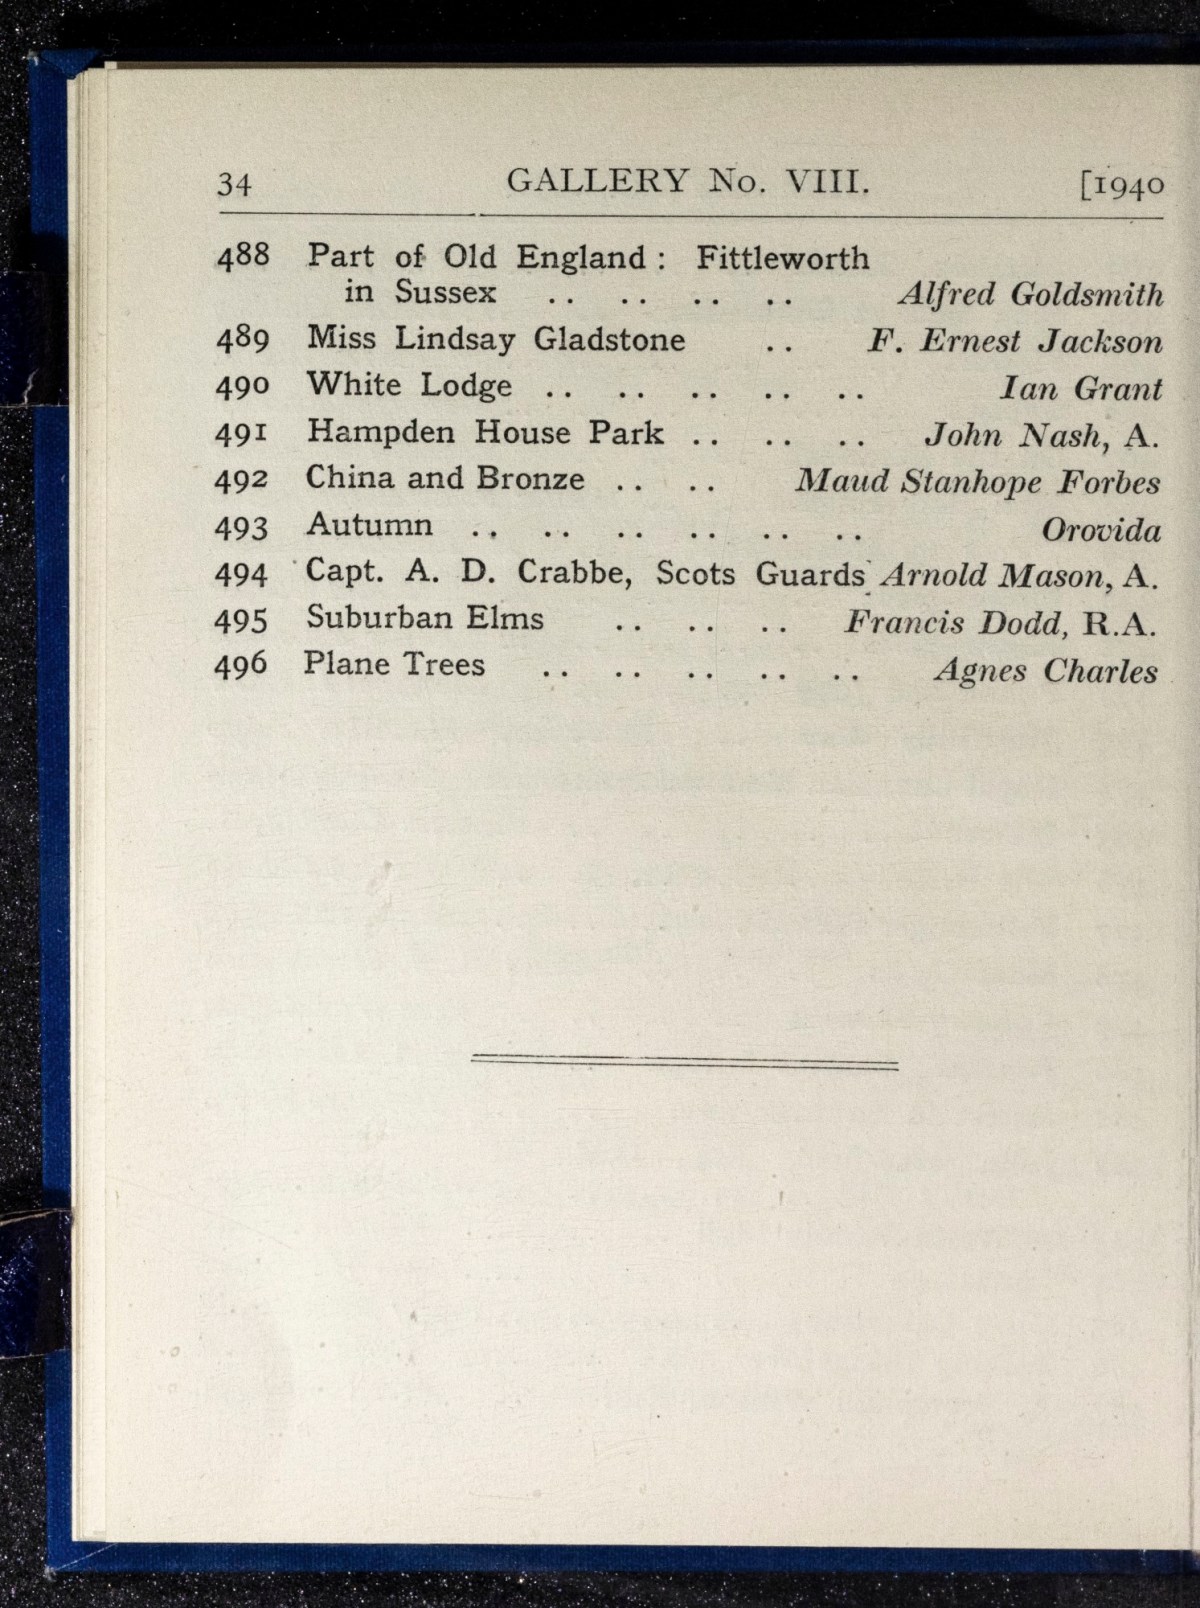 34 GALLERY No. VIII. [1940
488 Part of Old England : Fittleworth
in Sussex .. .. .. .. Alfred Goldsmith
489 Miss Lindsay Gladstone .. F. Ernest Jackson
490 White Lodge .. .. .. .. .. Ian Grant
491 Hampden House Park .. .. .. John Nash, A.
492 China and Bronze .. .. Maud Stanhope Forbes
493 Autumn .. .. .. .. .. .. Orovida
494 Capt. A. D. Crabbe, Scots Guards Arnold Mason, A.
495 Suburban Elms .. .. .. Francis Dodd, R.A.
496 Plane Trees .. .. .. .. .. Agnes Charles